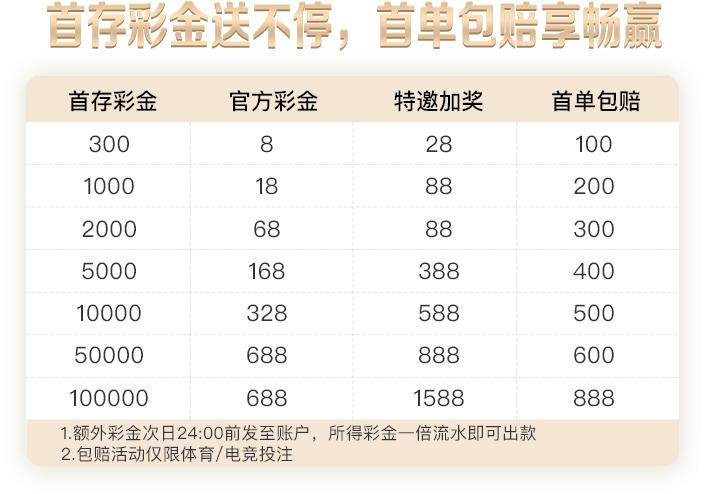 首存彩金送不停，首单包赔享畅赢
首存彩金 官方彩金 特邀加奖 首单包赔
300 8 28 100
1000 18 88 200
2000 68 88 300
5000 168 388 400
10000 328 588 500
50000 688 888 600
100000 688 1588 888
1.额外彩金次日24:00前发至账户，所得彩金一倍流水即可出款
2.包赔活动仅限体育/电竞投注